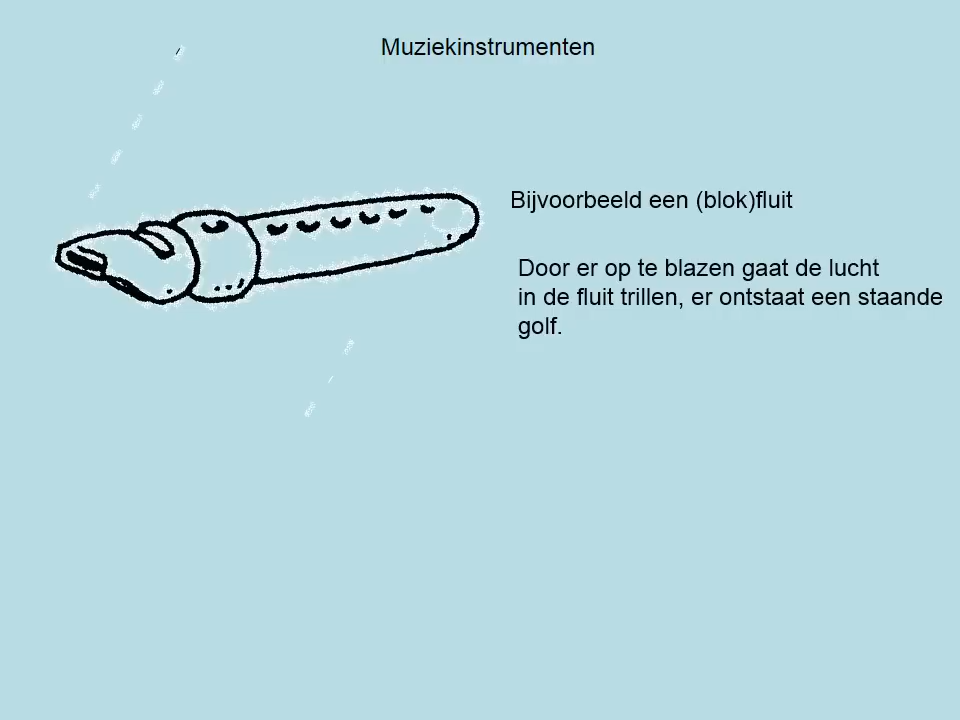 Muziekinstrumenten
Bijvoorbeeld een (blok)fluit
Door er op te blazen gaat de lucht
in de fluit trillen, er ontstaat een staande
golf.